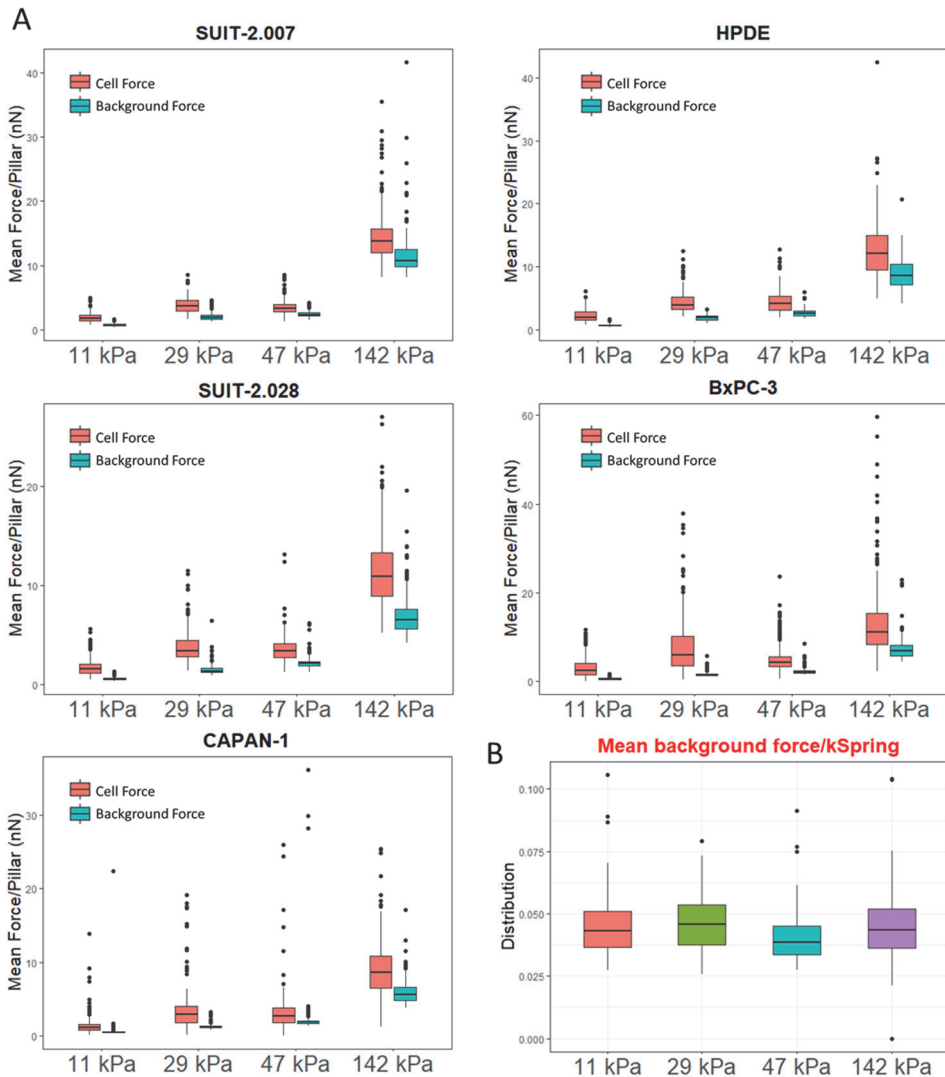 A
SUIT-2.007
Mean Force/Pillar (nN)
40
30
20
10
0
Cell Force
Background Force
11 kPa 29 kPa 47 kPa 142 kPa
HPDE
Mean Force/Pillar (nN)
40
30
20
10
0
Cell Force
Background Force
11 kPa 29 kPa 47 kPa 142 kPa
SUIT-2.028
Mean Force/Pillar (nN)
20
10
0
Cell Force
Background Force
11 kPa 29 kPa 47 kPa 142 kPa
BxPC-3
Mean Force/Pillar (nN)
60
40
20
0
Cell Force
Background Force
11 kPa 29 kPa 47 kPa 142 kPa
CAPAN-1
Mean Force/Pillar (nN)
30
20
10
0
Cell Force
Background Force
11 kPa 29 kPa 47 kPa 142 kPa
B
Mean background force/kSpring
Distribution
0.100
0.075
0.050
0.025
0.000
11 kPa 29 kPa 47 kPa 142 kPa